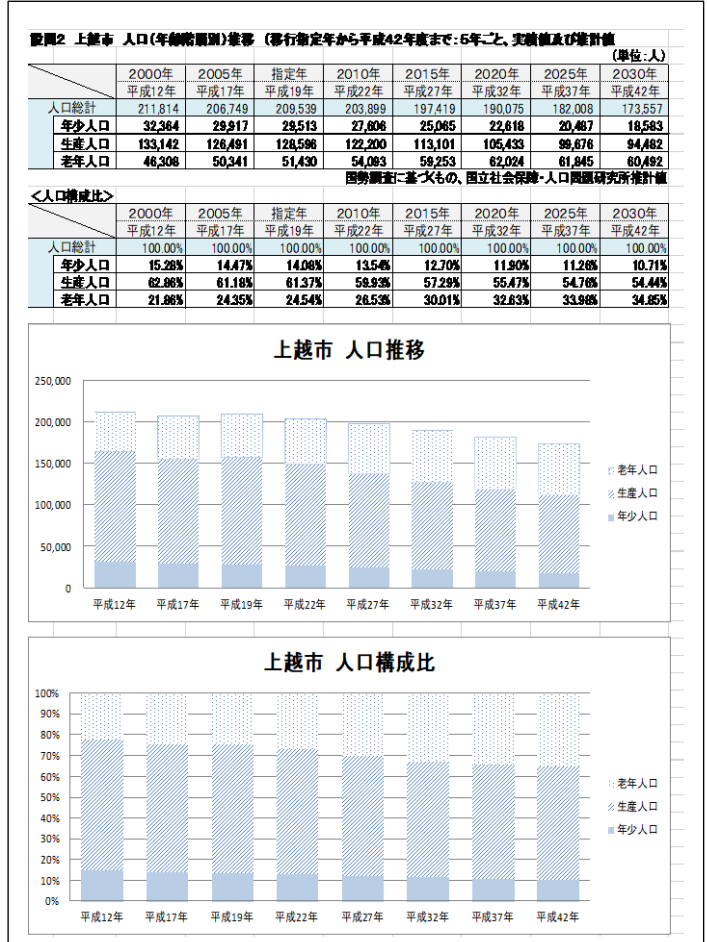 設問2 上越市 人口(年齢階層別)推移 (移行指定年から平成42年度まで:5年ごと、実績値及び推計値
(単位:人)
2000年 2005年 指定年 2010年 2015年 2020年 2025年 2030年
平成12年 平成17年 平成19年 平成22年 平成27年 平成32年 平成37年 平成42年
人口総計 211,814 206,749 209,539 203,899 197,419 190,075 182,008 173,557
年少人口 32,364 29,917 29,513 27,606 25,065 22,618 20,487 18,583
生産人口 133,142 126,491 128,596 122,200 113,101 105,433 99,676 94,482
老年人口 46,308 50,341 51,430 54,093 59,253 62,024 61,845 60,492
国勢調査に基づくもの、国立社会保障・人口問題研究所推計値
<人口構成比>
2000年 2005年 指定年 2010年 2015年 2020年 2025年 2030年
平成12年 平成17年 平成19年 平成22年 平成27年 平成32年 平成37年 平成42年
人口総計 100.00% 100.00% 100.00% 100.00% 100.00% 100.00% 100.00% 100.00%
年少人口 15.28% 14.47% 14.08% 13.54% 12.70% 11.90% 11.26% 10.71%
生産人口 62.86% 61.18% 61.37% 59.93% 57.29% 55.47% 54.76% 54.44%
老年人口 21.86% 24.35% 24.54% 26.53% 30.01% 32.63% 33.98% 34.85%
上越市 人口推移
250,000
200,000
150,000
100,000
50,000
0
平成12年 平成17年 平成19年 平成22年 平成27年 平成32年 平成37年 平成42年
老年人口
生産人口
年少人口
上越市 人口構成比
100%
90%
80%
70%
60%
50%
40%
30%
20%
10%
0%
平成12年 平成17年 平成19年 平成22年 平成27年 平成32年 平成37年 平成42年
老年人口
生産人口
年少人口